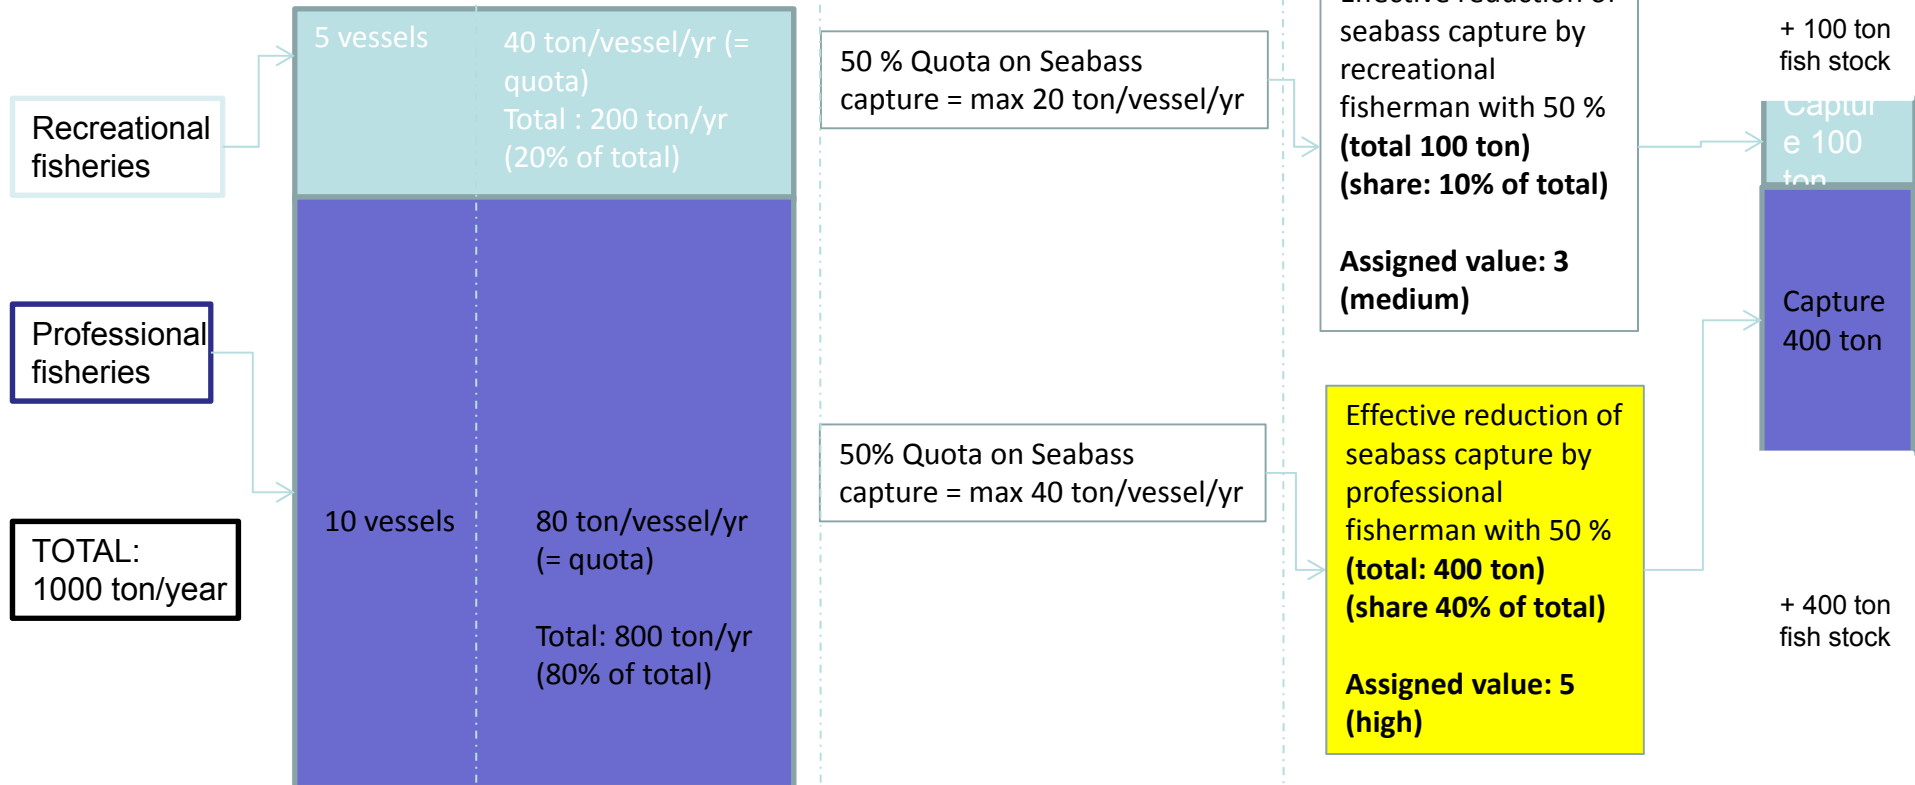 Recreational
fisheries
Professional
fisheries
TOTAL:
1000 ton/year
5 vessels
40 ton/vessel/yr (=
quota)
Total : 200 ton/yr
(20% of total)
10 vessels
80 ton/vessel/yr
(= quota)
Total: 800 ton/yr
(80% of total)
50 % Quota on Seabass
capture = max 20 ton/vessel/yr
50% Quota on Seabass
capture = max 40 ton/vessel/yr
Effective reduction of
seabass capture by
recreational
fisherman with 50 %
(total 100 ton)
(share: 10% of total)
Assigned value: 3
(medium)
Effective reduction of
seabass capture by
professional
fisherman with 50 %
(total: 400 ton)
(share 40% of total)
Assigned value: 5
(high)
+ 100 ton
fish stock
Captur
e 100
ton
Capture
400 ton
+ 400 ton
fish stock